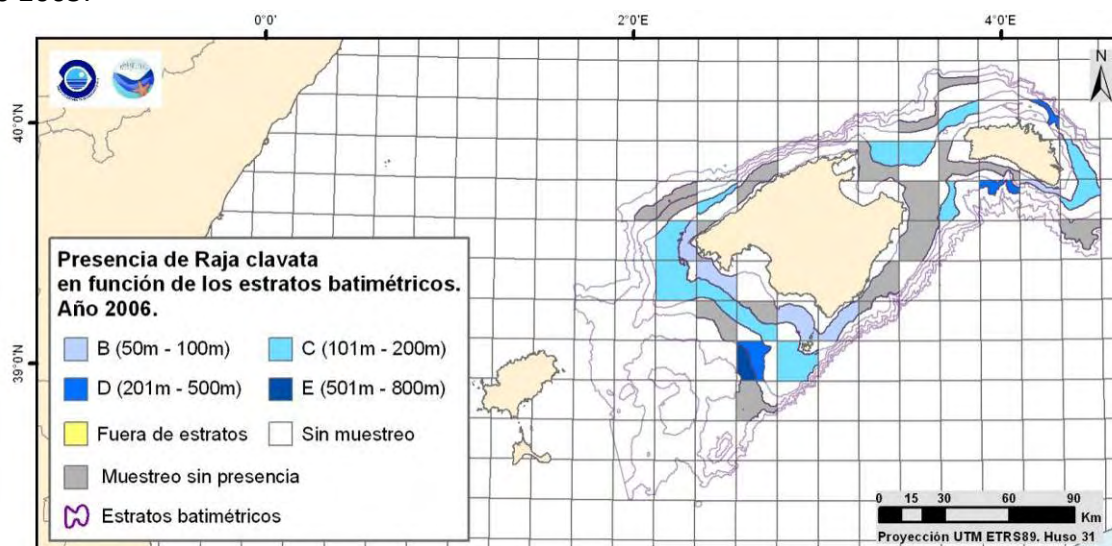 0°0'
2°0'E
4°0'E
N
40°0'N
39°0'N
Presencia de Raja clavata
en función de los estratos batimétricos.
Año 2006.
B (50m - 100m)
C (101m - 200m)
D (201m - 500m)
E (501m - 800m)
Fuera de estratos
Sin muestreo
Muestreo sin presencia
Estratos batimétricos
0 15 30 60 90
Km
Proyección UTM ETRS89. Huso 31